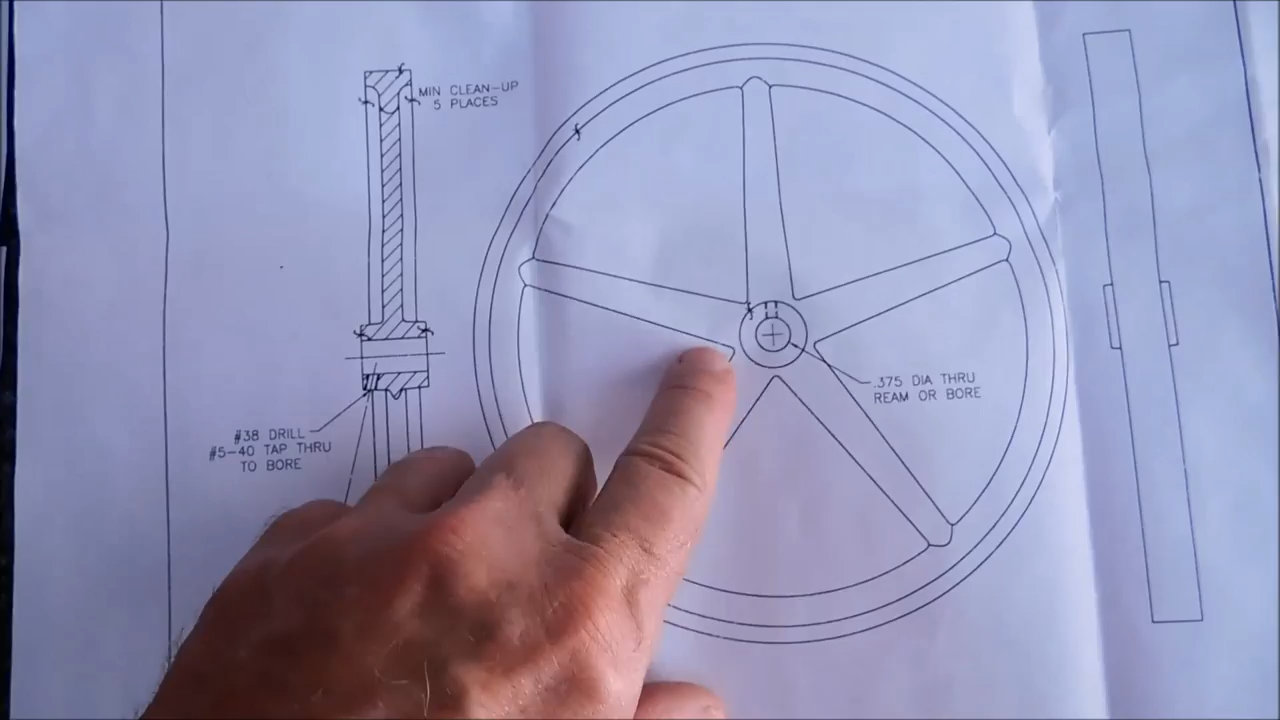 MIN CLEAN-UP
5 PLACES
.375 DIA THRU
REAM OR BORE
#38 DRILL
#5-40 TAP THRU
TO BORE